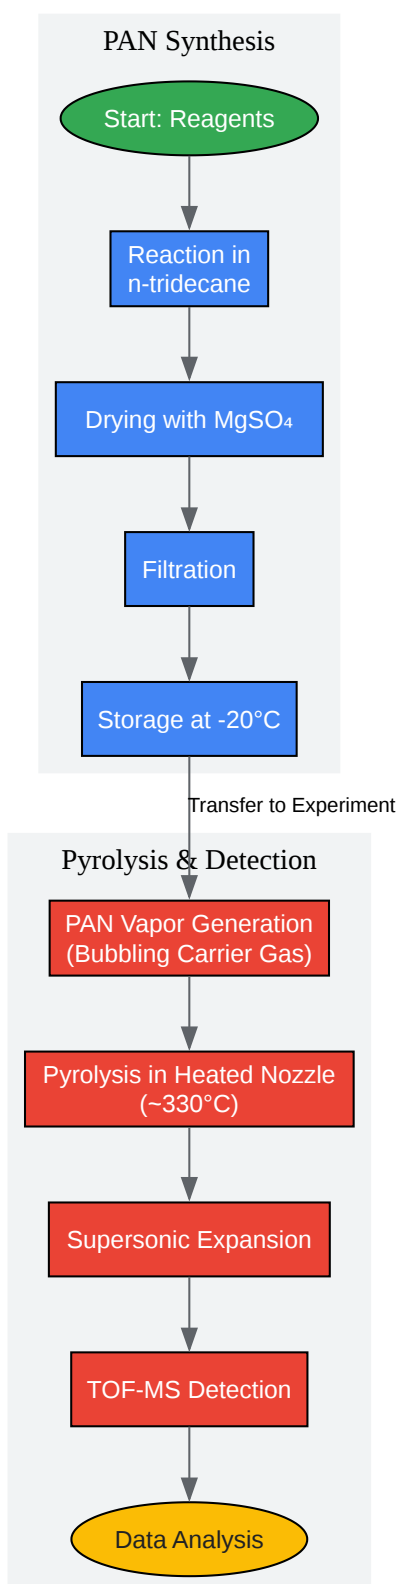 PAN Synthesis
Start: Reagents
Reaction in
n-tridecane
Drying with MgSO₄
Filtration
Storage at -20°C
Transfer to Experiment
Pyrolysis & Detection
PAN Vapor Generation
(Bubbling Carrier Gas)
Pyrolysis in Heated Nozzle
(~330°C)
Supersonic Expansion
TOF-MS Detection
Data Analysis